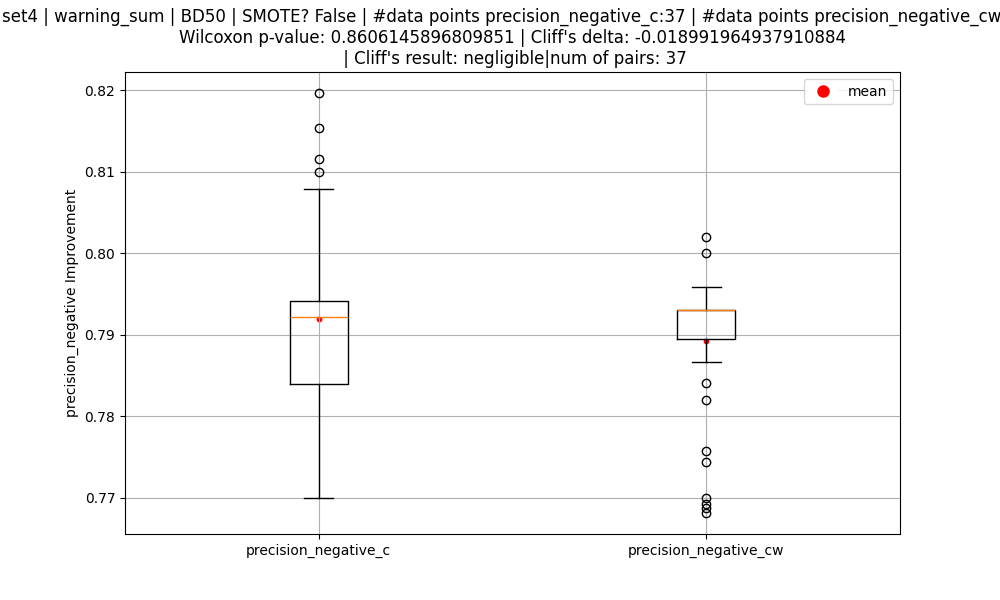 set4 | warning_sum | BD50 | SMOTE? False | #data points precision_negative_c:37 | #data points precision_negative_cw
Wilcoxon p-value: 0.8606145896809851 | Cliff's delta: -0.018991964937910884
| Cliff's result: negligible|num of pairs: 37
mean
0.82
0.81
0.80
0.79
0.78
0.77
precision_negative Improvement
precision_negative_c
precision_negative_cw